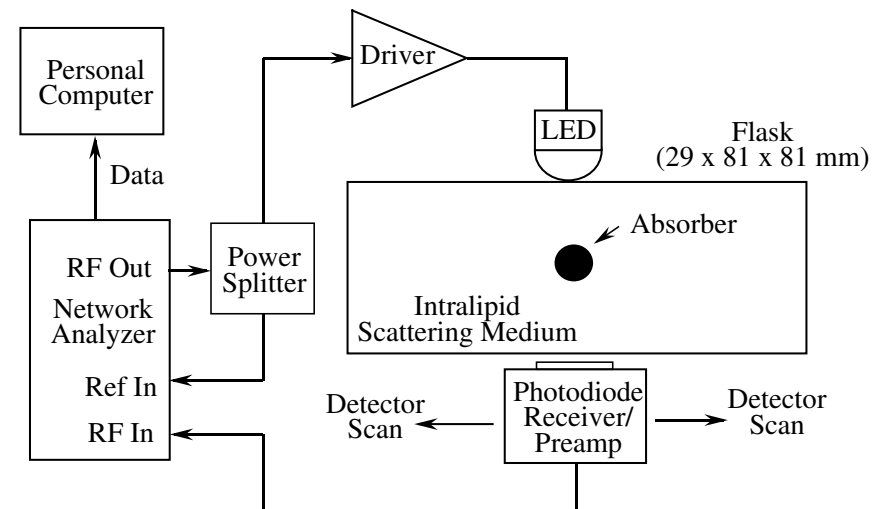 Personal
Computer
Data
RF Out
Network
Analyzer
Ref In
RF In
Power
Splitter
Driver
LED
Flask
(29 x 81 x 81 mm)
Absorber
Intralipid
Scattering Medium
Detector
Scan
Photodiode
Receiver/
Preamp
Detector
Scan